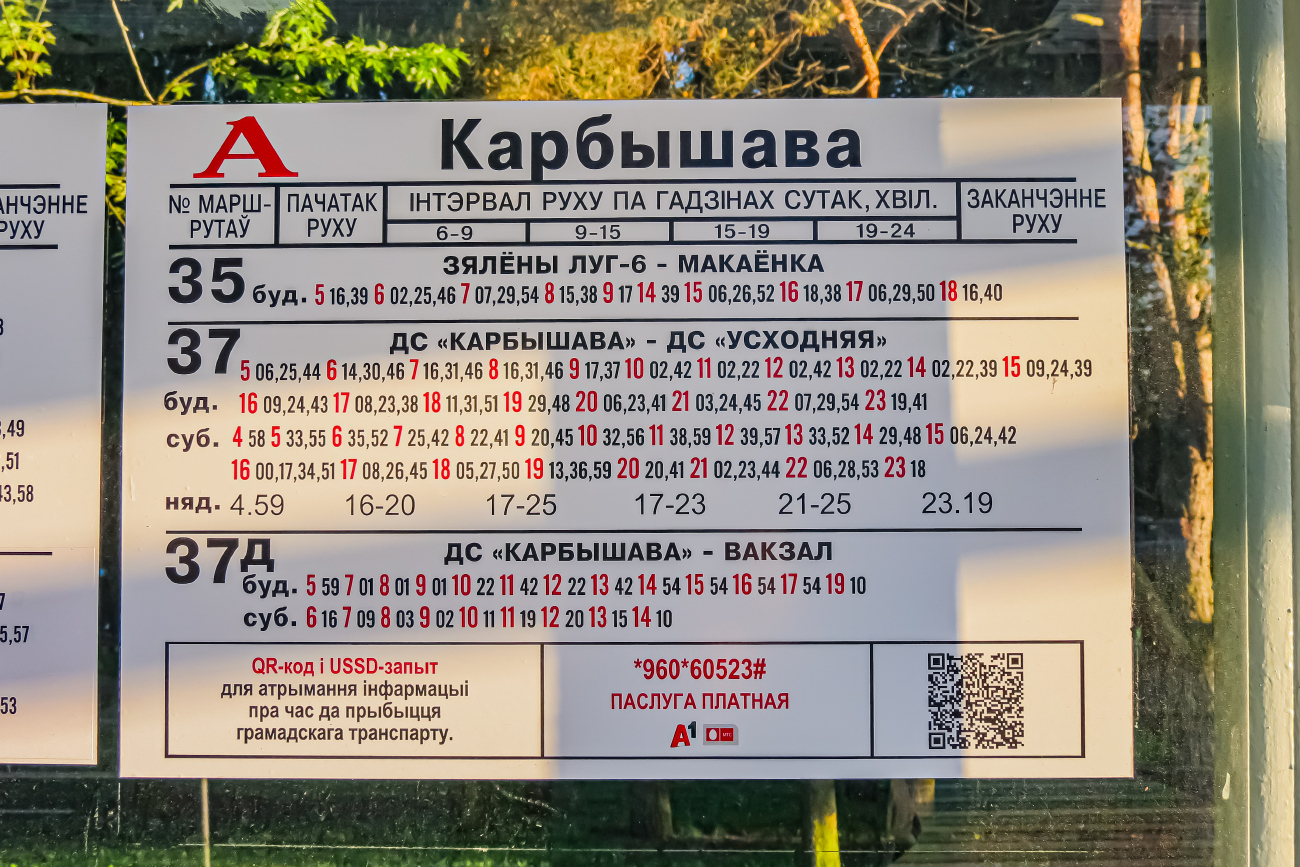 АНЧЭННЕ
РУХУ
,49
,51
43,58
5,57
53
А Карбышава
№ МАРШ-
РУТАЎ
ПАЧАТАК
РУХУ
ІНТЭРВАЛ РУХУ ПА ГАДЗІНАХ СУТАК, ХВІЛ.
6-9 9-15 15-19 19-24
ЗАКАНЧЭННЕ
РУХУ
35 ЗЯЛЁНЫ ЛУГ-6 - МАКАЁНКА
буд. 5 16,39 6 02,25,46 7 07,29,54 8 15,38 9 17 14 39 15 06,26,52 16 18,38 17 06,29,50 18 16,40
37 ДС «КАРБЫШАВА» - ДС «УСХОДНЯЯ»
5 06,25,44 6 14,30,46 7 16,31,46 8 16,31,46 9 17,37 10 02,42 11 02,22 12 02,42 13 02,22 14 02,22,39 15 09,24,39
буд. 16 09,24,43 17 08,23,38 18 11,31,51 19 29,48 20 06,23,41 21 03,24,45 22 07,29,54 23 19,41
суб. 4 58 5 33,55 6 35,52 7 25,42 8 22,41 9 20,45 10 32,56 11 38,59 12 39,57 13 33,52 14 29,48 15 06,24,42
16 00,17,34,51 17 08,26,45 18 05,27,50 19 13,36,59 20 20,41 21 02,23,44 22 06,28,53 23 18
няд. 4.59 16-20 17-25 17-23 21-25 23.19
37Д ДС «КАРБЫШАВА» - ВАКЗАЛ
буд. 5 59 7 01 8 01 9 01 10 22 11 42 12 22 13 42 14 54 15 54 16 54 17 54 19 10
суб. 6 16 7 09 8 03 9 02 10 11 11 19 12 20 13 15 14 10
QR-код і USSD-запыт
для атрымання інфармацыі
пра час да прыбыцця
грамадскага транспарту.
*960*60523#
ПАСЛУГА ПЛАТНАЯ
А1 МТС